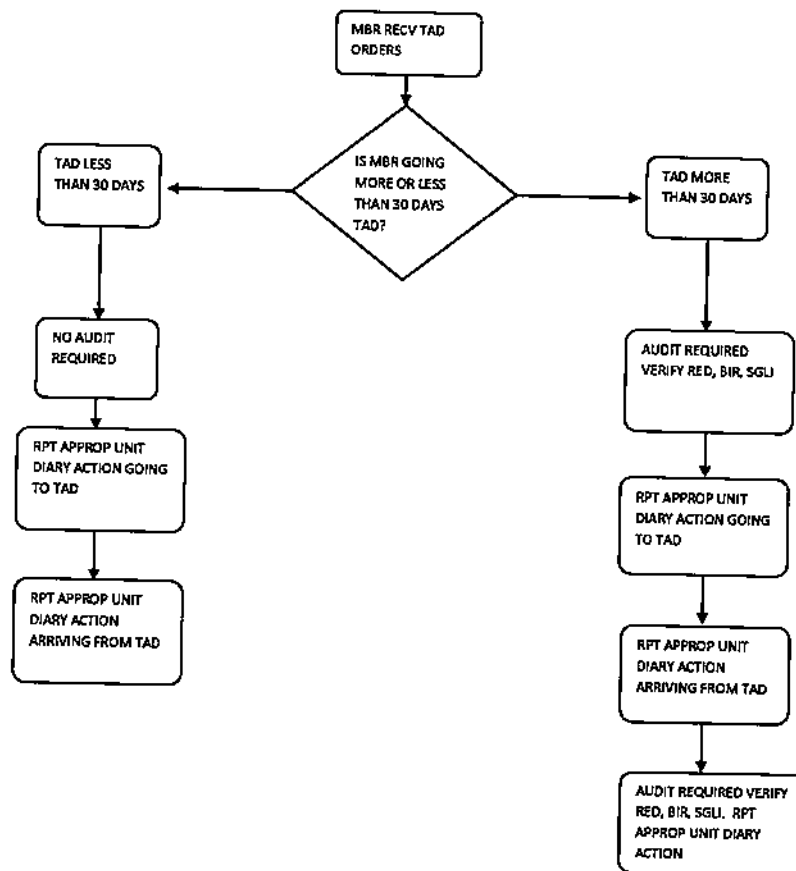 MBR RECV TAD
ORDERS
IS MBR GOING
MORE OR LESS
THAN 30 DAYS
TAD?
TAD LESS
THAN 30 DAYS
TAD MORE
THAN 30 DAYS
NO AUDIT
REQUIRED
RPT APPROP UNIT
DIARY ACTION GOING
TO TAD
RPT APPROP UNIT
DIARY ACTION
ARRIVING FROM TAD
AUDIT REQUIRED
VERIFY RED, BIR, SGLI
RPT APPROP UNIT
DIARY ACTION GOING
TO TAD
RPT APPROP UNIT
DIARY ACTION
ARRIVING FROM TAD
AUDIT REQUIRED VERIFY
RED, BIR, SGLI. RPT
APPROP UNIT DIARY
ACTION